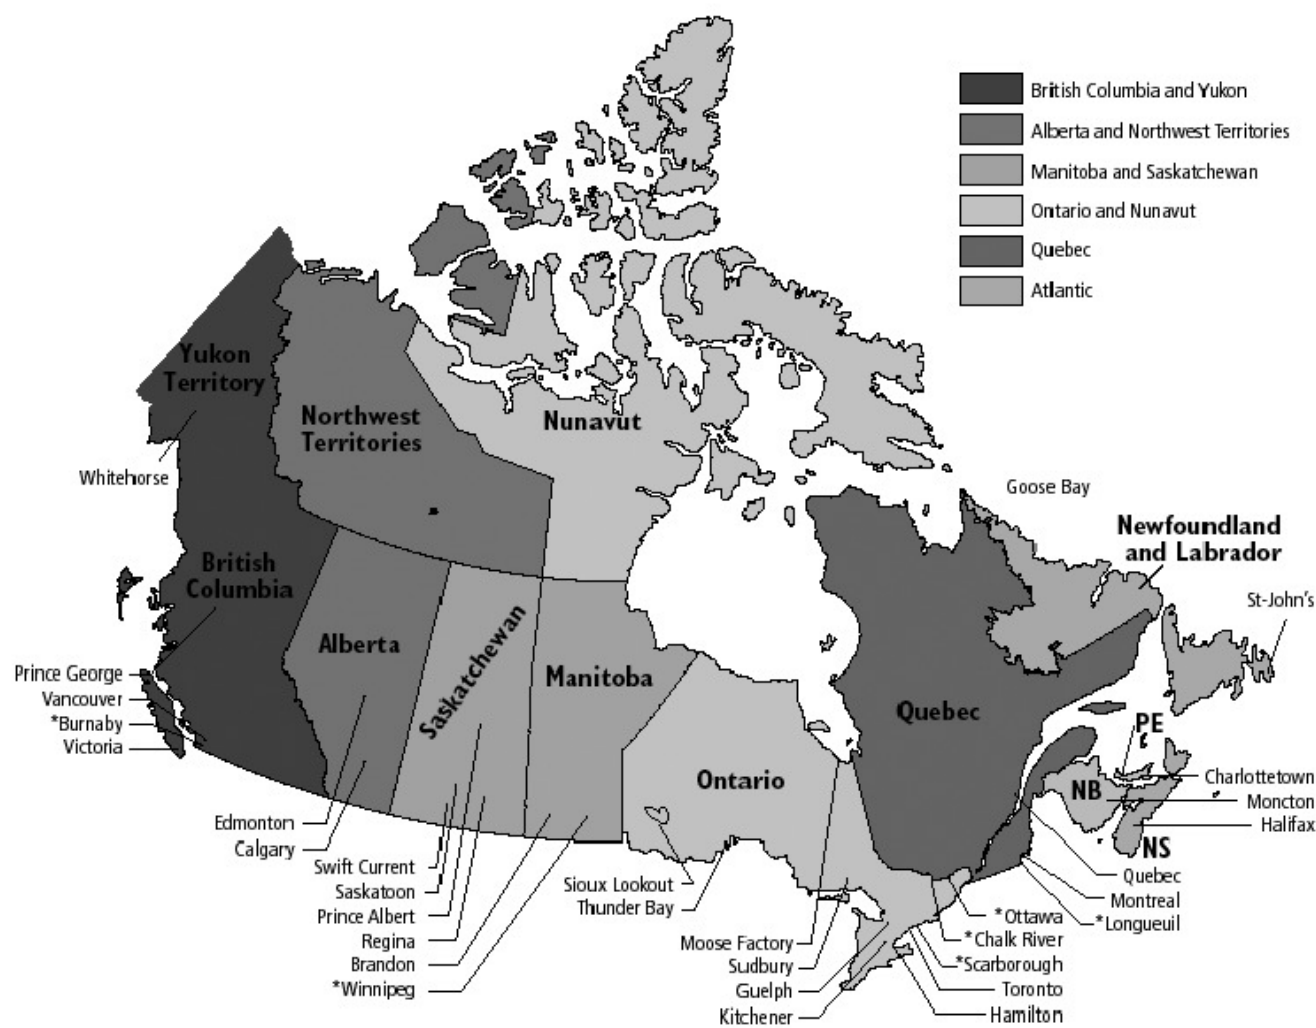 British Columbia and Yukon
Alberta and Northwest Territories
Manitoba and Saskatchewan
Ontario and Nunavut
Quebec
Atlantic
Yukon
Territory
Northwest
Territories
Nunavut
Whitehorse
Goose Bay
Newfoundland
and Labrador
British
Columbia
St-John's
Alberta
Saskatchewan
Manitoba
Prince George
Vancouver
*Burnaby
Victoria
Quebec
PE
Ontario
NB
Charlottetown
Moncton
Halifax
NS
Edmonton
Calgary
Swift Current
Saskatoon
Prince Albert
Regina
Brandon
*Winnipeg
Sioux Lookout
Thunder Bay
Moose Factory
Sudbury
Guelph
Kitchener
Quebec
Montreal
*Longueuil
*Ottawa
*Chalk River
*Scarborough
Toronto
Hamilton